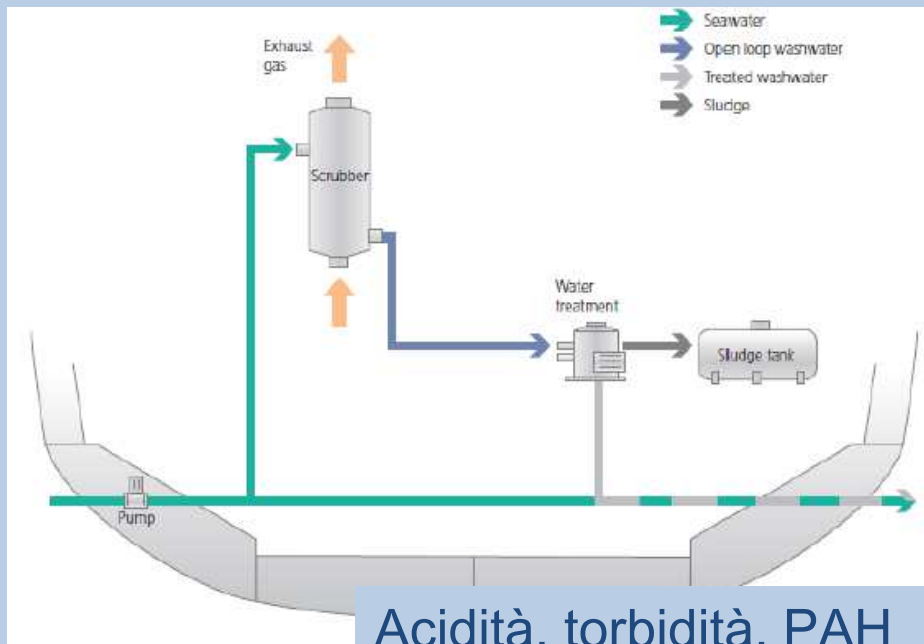 Seawater
Open loop washwater
Treated washwater
Sludge
Exhaust
gas
Scrubber
Water
treatment
Sludge tank
Pump
Acidità, torbidità, PAH